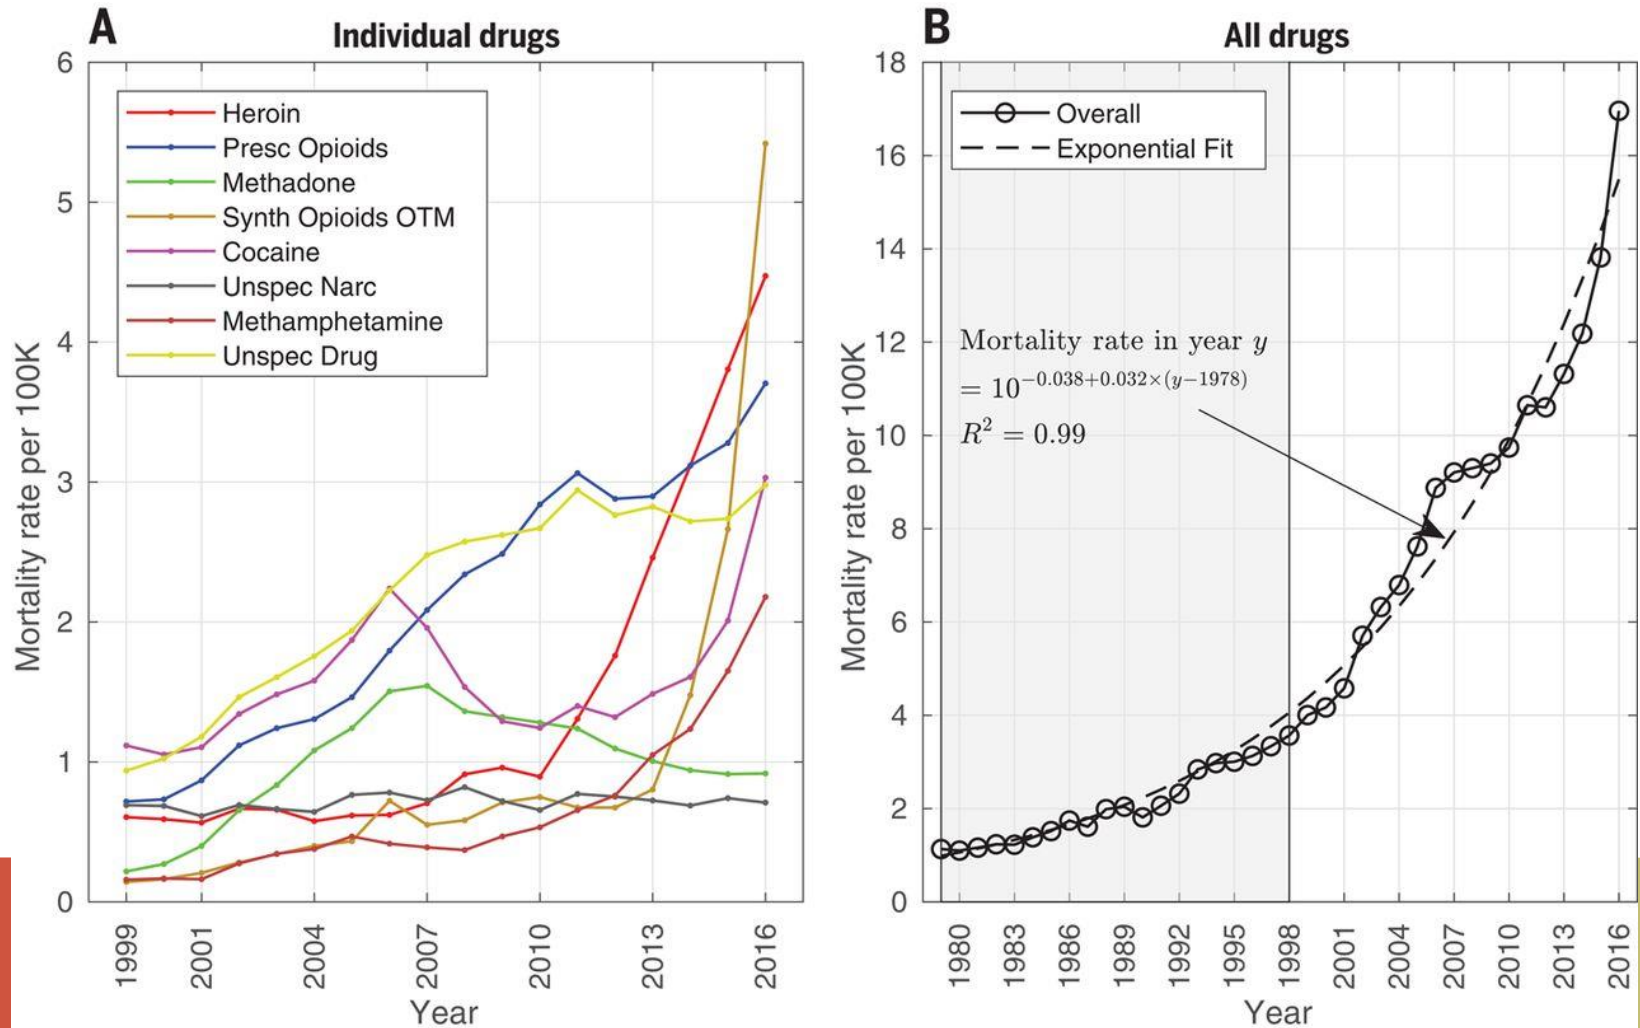 A
Individual drugs
Mortality rate per 100K
6
5
4
3
2
1
0
Heroin
Presc Opioids
Methadone
Synth Opioids OTM
Cocaine
Unspec Narc
Methamphetamine
Unspec Drug
1999
2001
2004
2007
2010
2013
2016
Year
B
All drugs
Mortality rate per 100K
18
16
14
12
10
8
6
4
2
0
Overall
Exponential Fit
Mortality rate in year y
= 10^{-0.038+0.032×(y−1978)}
R² = 0.99
1980
1983
1986
1989
1992
1995
1998
2001
2004
2007
2010
2013
2016
Year